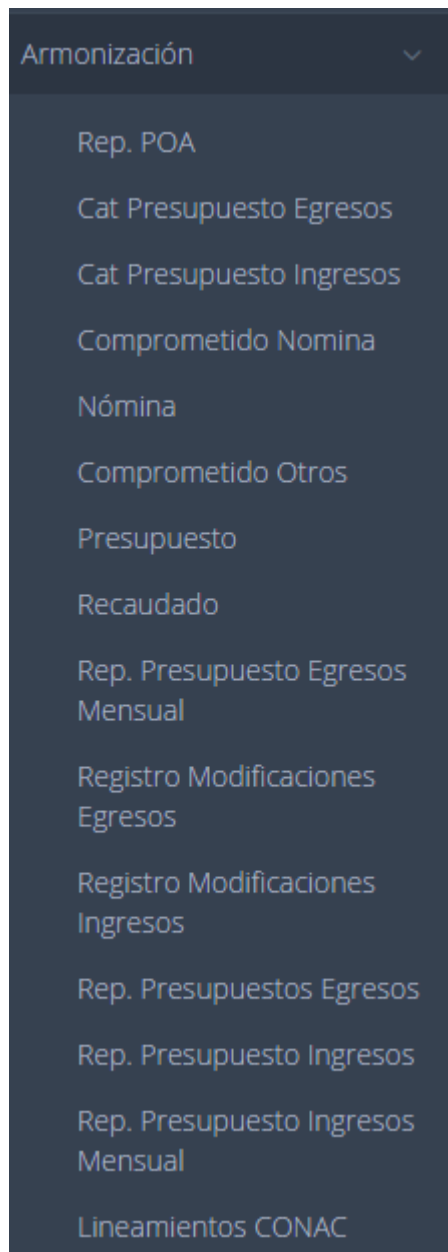 Armonización
Rep. POA
Cat Presupuesto Egresos
Cat Presupuesto Ingresos
Comprometido Nomina
Nómina
Comprometido Otros
Presupuesto
Recaudado
Rep. Presupuesto Egresos
Mensual
Registro Modificaciones
Egresos
Registro Modificaciones
Ingresos
Rep. Presupuestos Egresos
Rep. Presupuesto Ingresos
Rep. Presupuesto Ingresos
Mensual
Lineamientos CONAC